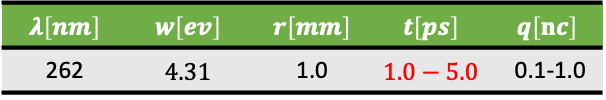 λ[nm] w[ev] r[mm] t[ps] q[nc]
262 4.31 1.0 1.0 − 5.0 0.1-1.0